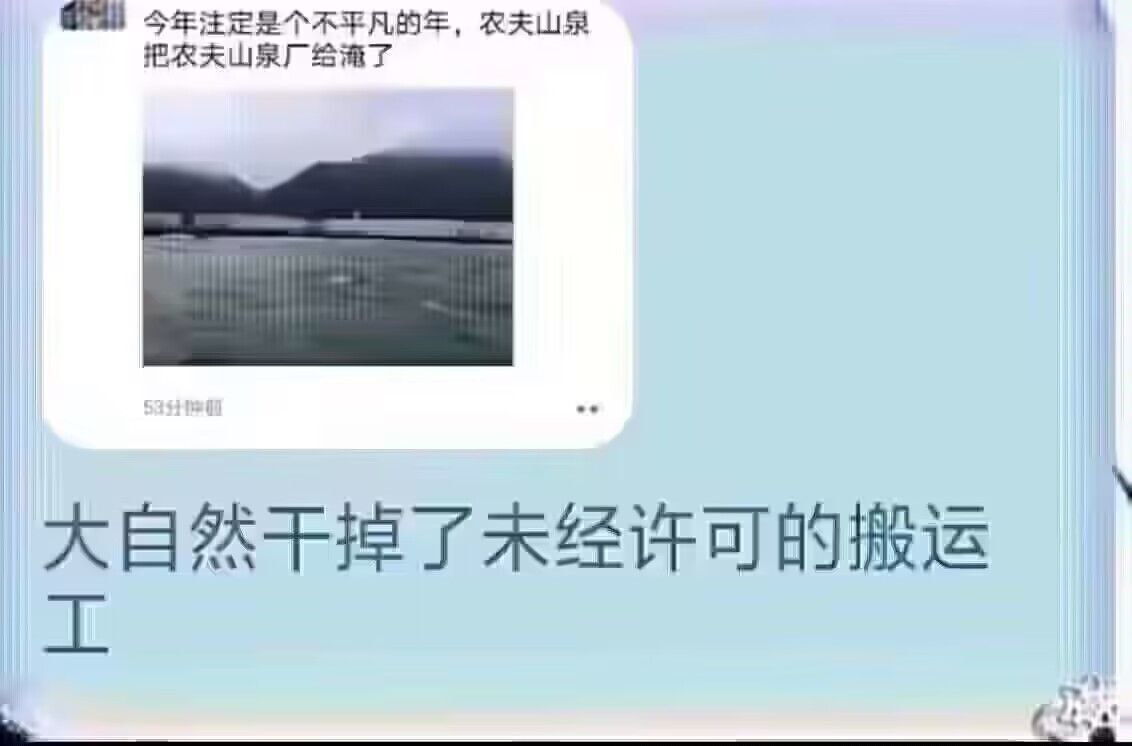 今年注定是个不平凡的年，农夫山泉
把农夫山泉厂给淹了
53分钟前
大自然干掉了未经许可的搬运
工